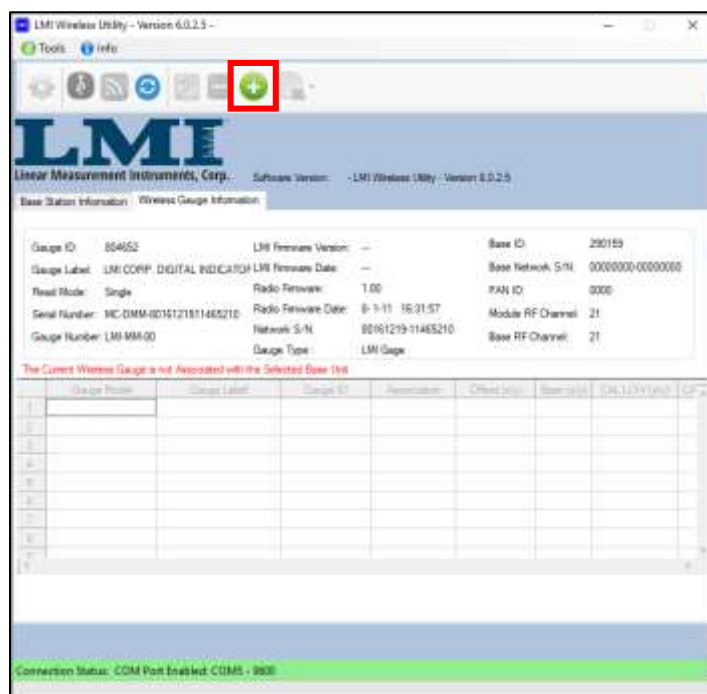 LMI Wireless Utility - Version 6.0.2.5 -
Tools Info
LMI
Linear Measurement Instruments, Corp. Software Version: - LMI Wireless Utility - Version 6.0.2.5
Base Station Information Wireless Gauge Information
Gauge ID: 804652 LMI Firmware Version: --- Base ID: 290159
Gauge Label: LMI CORP. DIGITAL INDICATOR LMI Firmware Date: --- Base Network S/N: 00000000-00000000
Read Mode: Single Radio Firmware: 1.00 PAN ID: 0000
Serial Number: MC-DMM-8016121911465210 Radio Firmware Date: 8- 1-11 16:31:57 Module RF Channel: 21
Gauge Number: LMI-MM-00 Network S/N: 80161219-11465210 Base RF Channel: 21
Gauge Type: LMI Gage
The Current Wireless Gauge is not Associated with the Selected Base Unit
Gauge Model Gauge Label Gauge ID Association
1
2
3
4
5
6
7
8
Connection Status: COM Port Enabled: COM5 - 9600